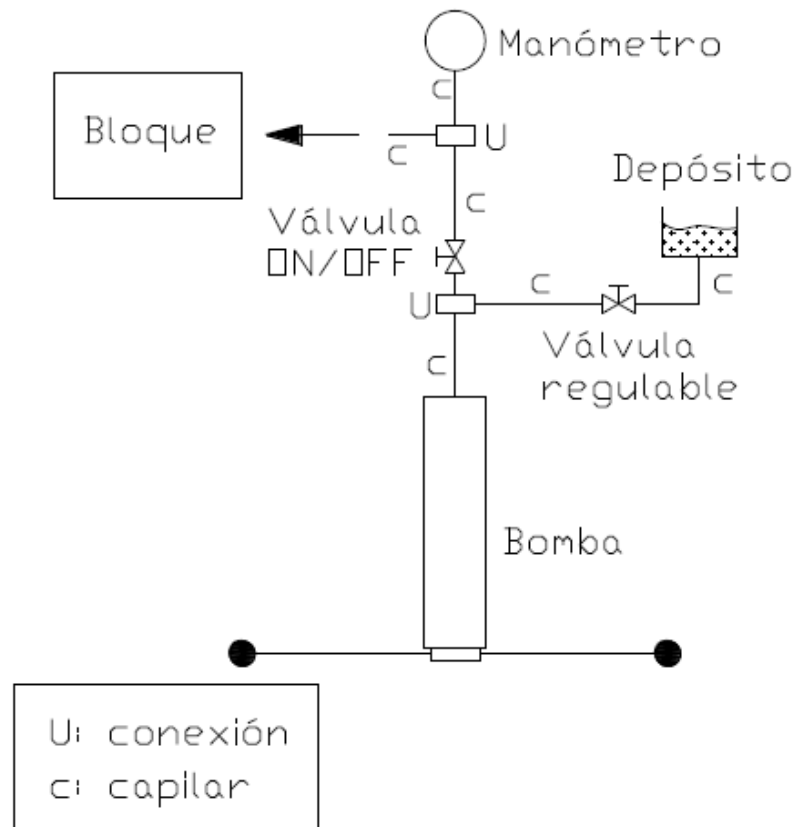 Manómetro
c
Bloque
c
U
Depósito
c
Válvula
ON/OFF
c
c
U
Válvula
regulable
c
Bomba
U: conexión
c: capilar